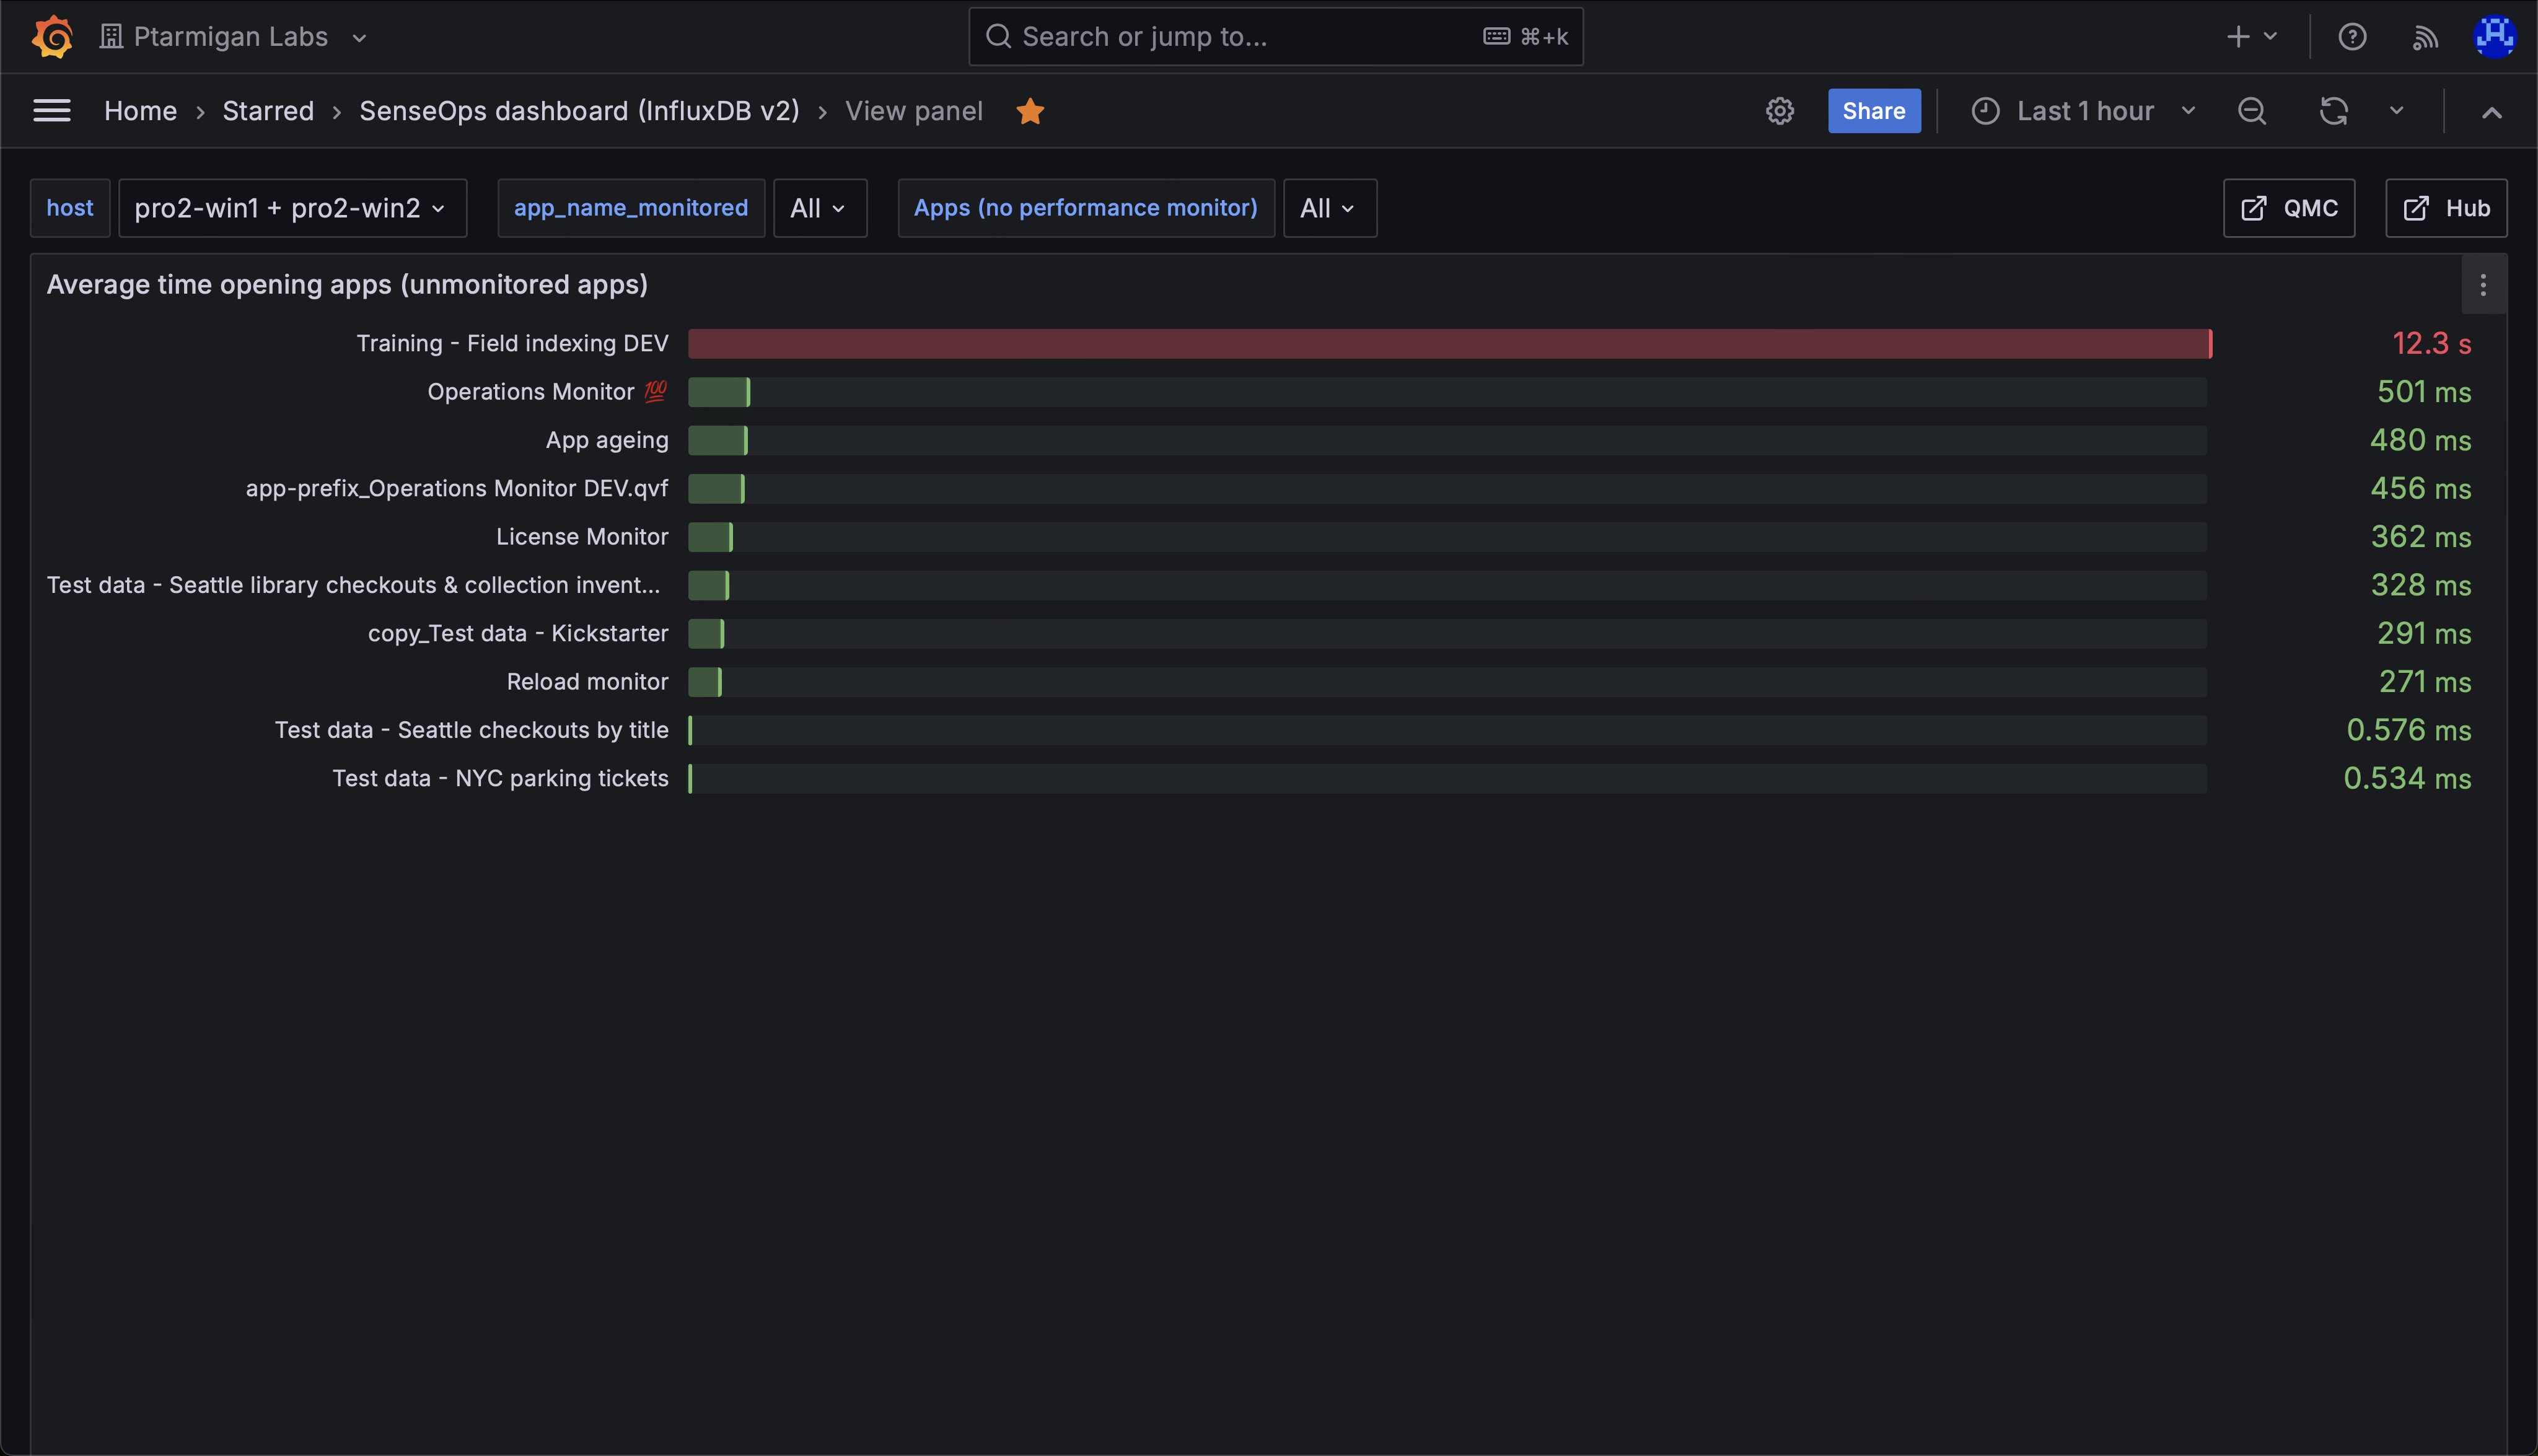 Ptarmigan Labs
Search or jump to...
⌘+k
Home › Starred › SenseOps dashboard (InfluxDB v2) › View panel
Share
Last 1 hour
host
pro2-win1 + pro2-win2
app_name_monitored
All
Apps (no performance monitor)
All
QMC
Hub
Average time opening apps (unmonitored apps)
Training - Field indexing DEV 12.3 s
Operations Monitor 💯 501 ms
App ageing 480 ms
app-prefix_Operations Monitor DEV.qvf 456 ms
License Monitor 362 ms
Test data - Seattle library checkouts & collection invent... 328 ms
copy_Test data - Kickstarter 291 ms
Reload monitor 271 ms
Test data - Seattle checkouts by title 0.576 ms
Test data - NYC parking tickets 0.534 ms